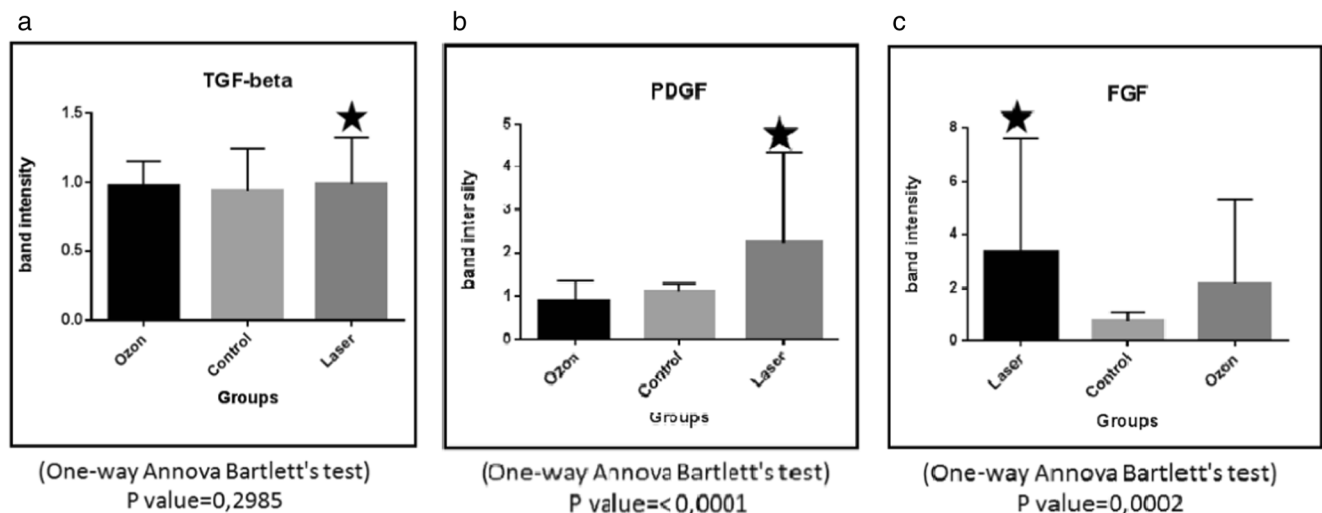 a
TGF-beta
1.5
1.0
0.5
0.0
band intensity
Ozon
Control
Laser
Groups
(One-way Annova Bartlett's test)
P value=0,2985
b
PDGF
5
4
3
2
1
0
band intersity
Ozon
Control
Laser
Groups
(One-way Annova Bartlett's test)
P value=<0,0001
c
FGF
8
6
4
2
0
band intensity
Laser
Control
Ozon
Groups
(One-way Annova Bartlett's test)
P value=0,0002